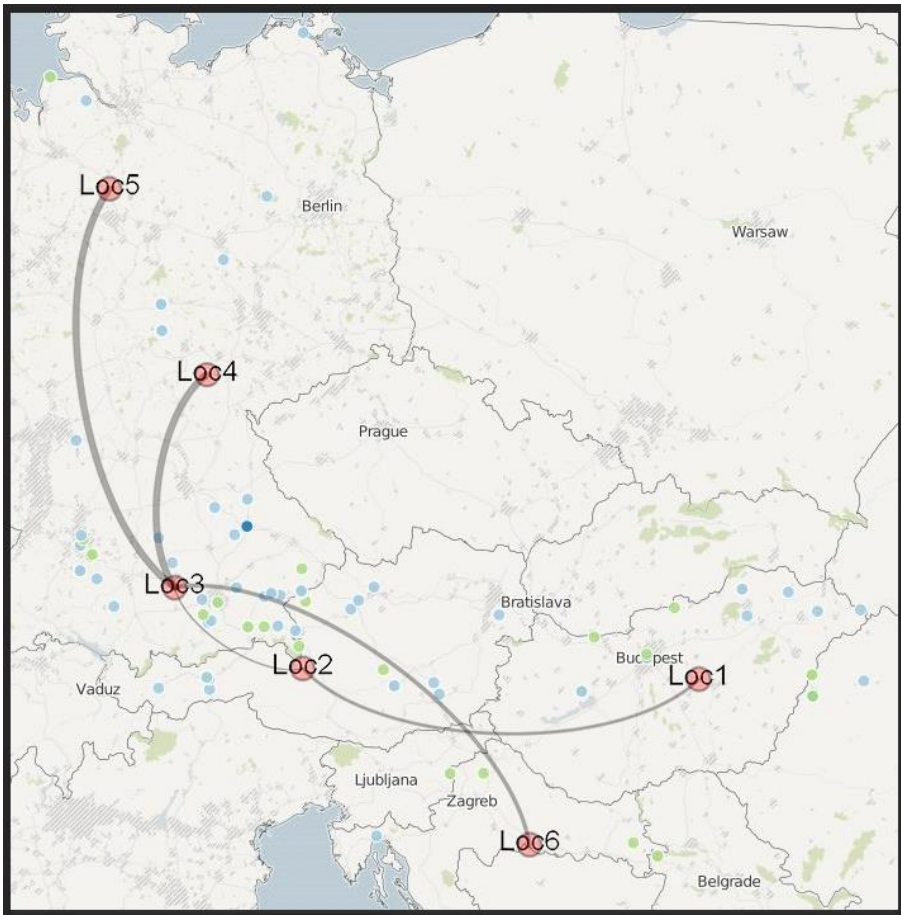 Loc5
Berlin
Warsaw
Loc4
Prague
Loc3
Bratislava
Budapest
Loc2
Loc1
Vaduz
Ljubljana
Zagreb
Loc6
Belgrade